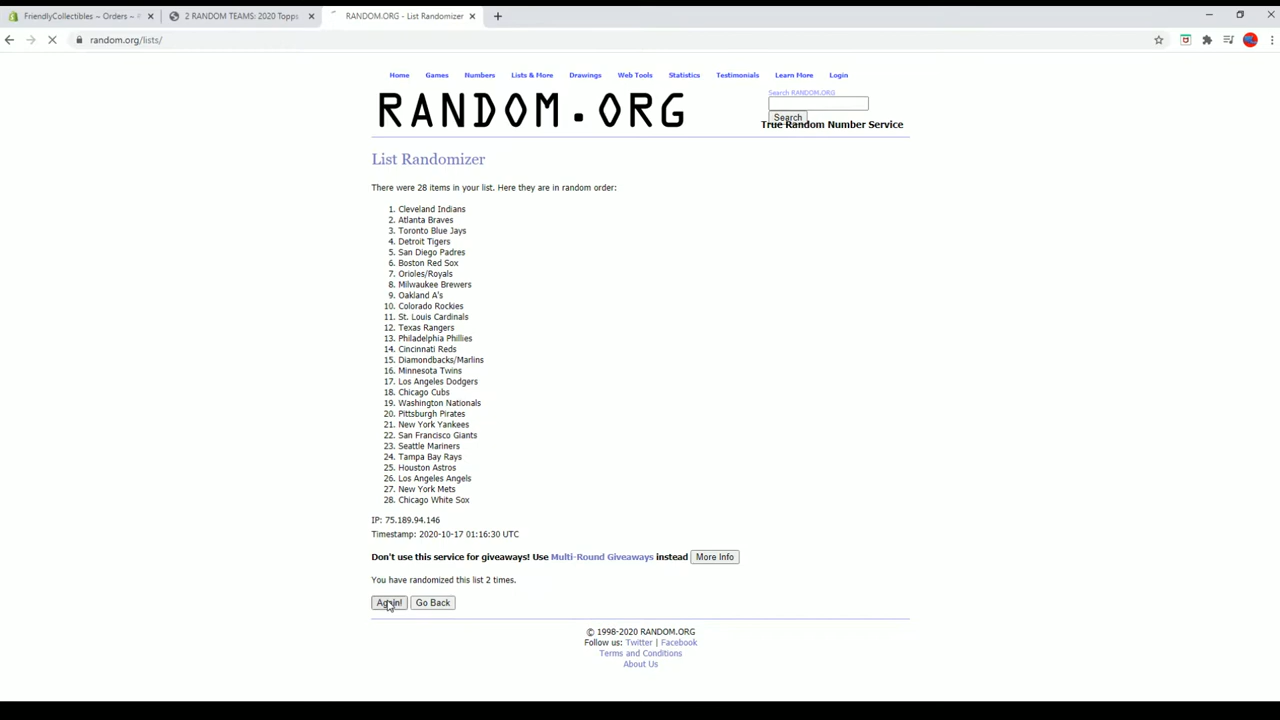 FriendlyCollectibles ~ Orders ~
2 RANDOM TEAMS: 2020 Topps
RANDOM.ORG - List Randomizer
random.org/lists/
Home Games Numbers Lists & More Drawings Web Tools Statistics Testimonials Learn More Login
RANDOM.ORG
Search RANDOM.ORG
Search
True Random Number Service
List Randomizer
There were 28 items in your list. Here they are in random order:
1. Cleveland Indians
2. Atlanta Braves
3. Toronto Blue Jays
4. Detroit Tigers
5. San Diego Padres
6. Boston Red Sox
7. Orioles/Royals
8. Milwaukee Brewers
9. Oakland A's
10. Colorado Rockies
11. St. Louis Cardinals
12. Texas Rangers
13. Philadelphia Phillies
14. Cincinnati Reds
15. Diamondbacks/Marlins
16. Minnesota Twins
17. Los Angeles Dodgers
18. Chicago Cubs
19. Washington Nationals
20. Pittsburgh Pirates
21. New York Yankees
22. San Francisco Giants
23. Seattle Mariners
24. Tampa Bay Rays
25. Houston Astros
26. Los Angeles Angels
27. New York Mets
28. Chicago White Sox
IP: 75.189.94.146
Timestamp: 2020-10-17 01:16:30 UTC
Don't use this service for giveaways! Use Multi-Round Giveaways instead More Info
You have randomized this list 2 times.
Again! Go Back
© 1998-2020 RANDOM.ORG
Follow us: Twitter | Facebook
Terms and Conditions
About Us